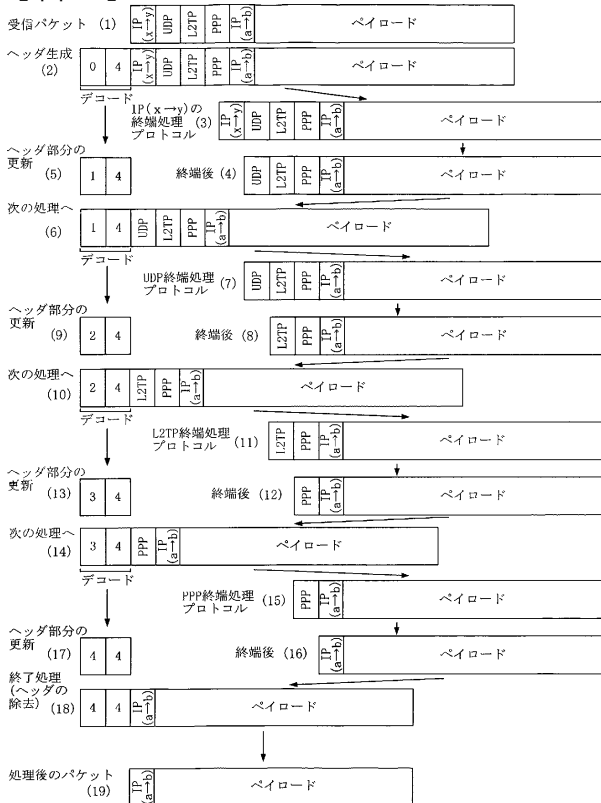 受信パケット (1) IP(x→y) UDP L2TP PPP IP(a→b) ペイロード
ヘッダ生成
(2) 0 4 IP(x→y) UDP L2TP PPP IP(a→b) ペイロード
デコード
IP(x→y)の
終端処理 (3)
プロトコル
IP(x→y) UDP L2TP PPP IP(a→b) ペイロード
ヘッダ部分の
更新
(5) 1 4
終端後 (4) UDP L2TP PPP IP(a→b) ペイロード
次の処理へ
(6) 1 4 UDP L2TP PPP IP(a→b) ペイロード
デコード
UDP終端処理 (7)
プロトコル
UDP L2TP PPP IP(a→b) ペイロード
ヘッダ部分の
更新
(9) 2 4
終端後 (8) L2TP PPP IP(a→b) ペイロード
次の処理へ
(10) 2 4 L2TP PPP IP(a→b) ペイロード
デコード
L2TP終端処理 (11)
プロトコル
L2TP PPP IP(a→b) ペイロード
ヘッダ部分の
更新
(13) 3 4
終端後 (12) PPP IP(a→b) ペイロード
次の処理へ
(14) 3 4 PPP IP(a→b) ペイロード
デコード
PPP終端処理 (15)
プロトコル
PPP IP(a→b) ペイロード
ヘッダ部分の
更新
(17) 4 4
終端後 (16) IP(a→b) ペイロード
終了処理
(ヘッダの
除去) (18) 4 4 IP(a→b) ペイロード
処理後のパケット
(19) IP(a→b) ペイロード